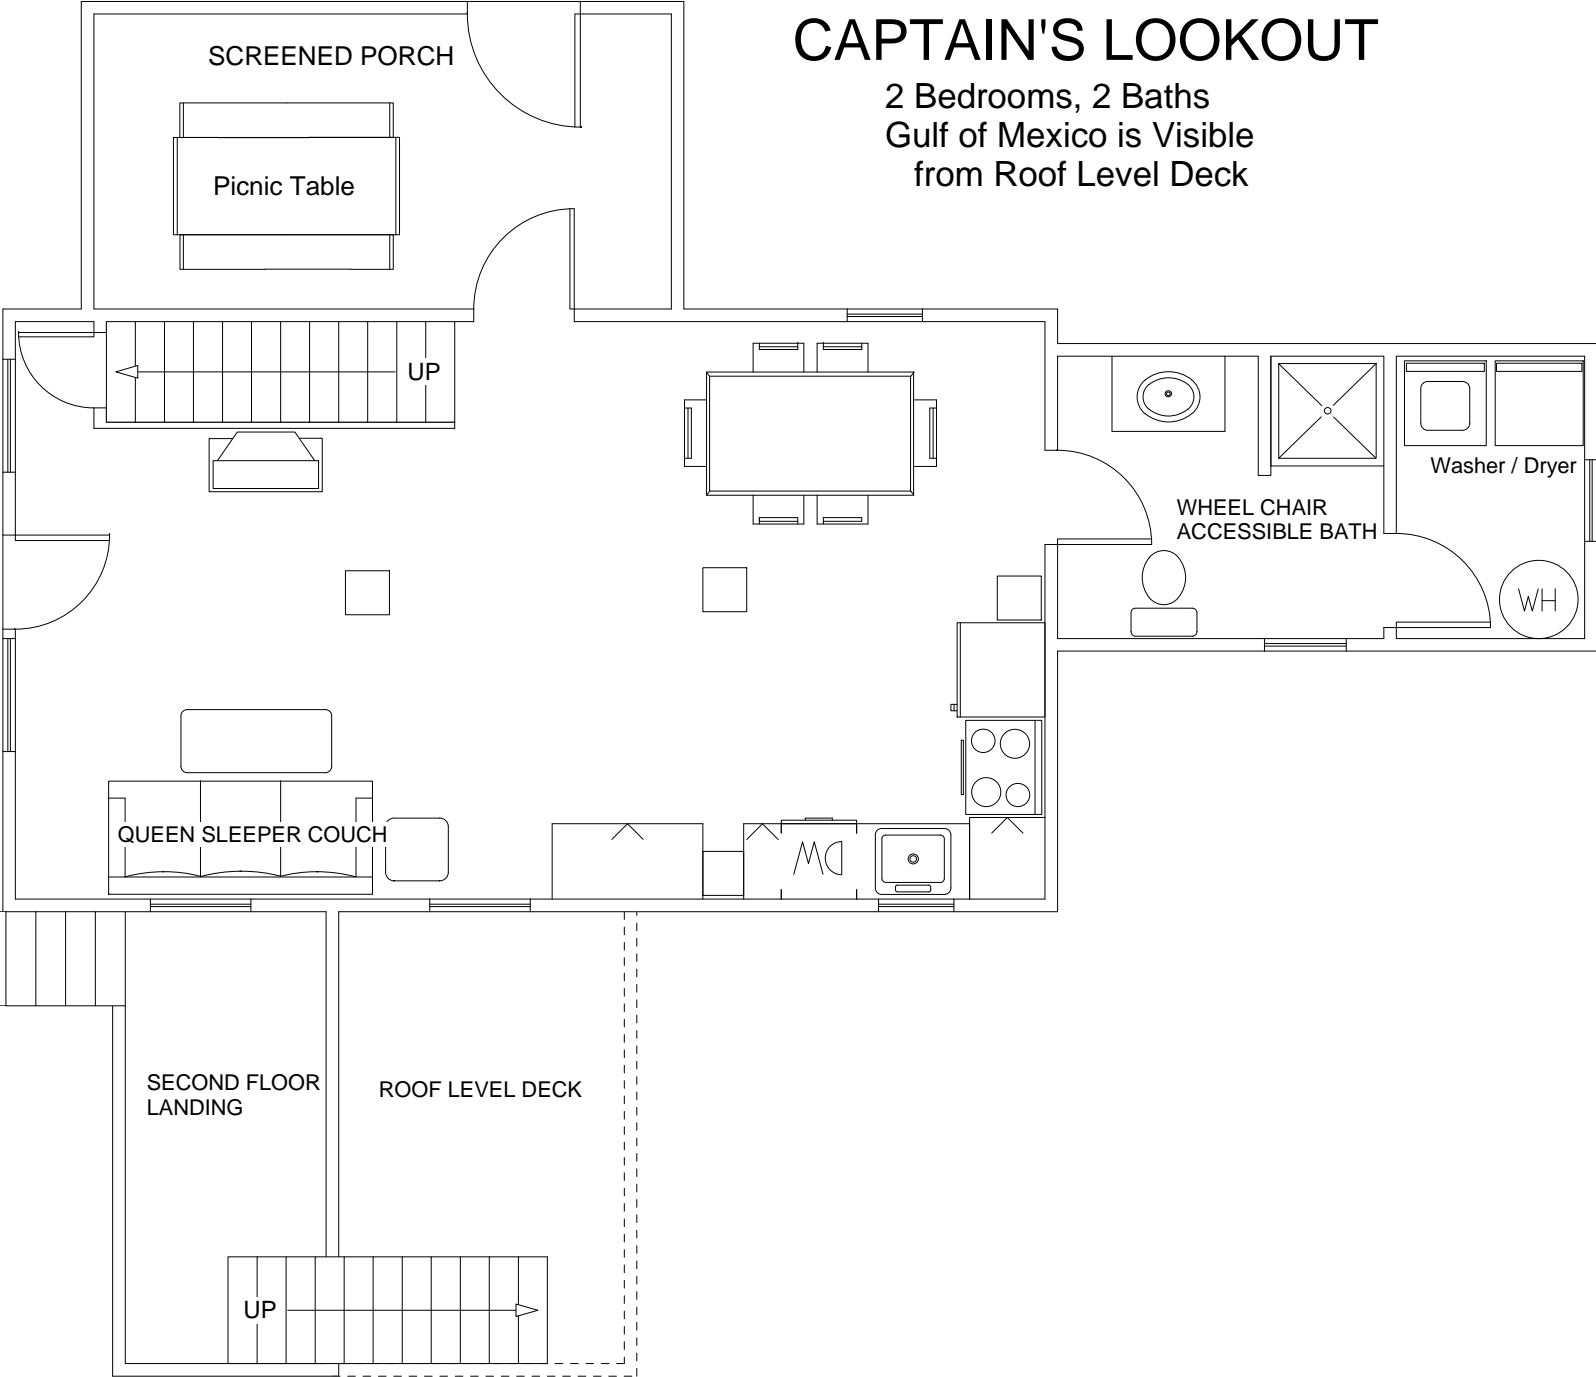 CAPTAIN'S LOOKOUT
2 Bedrooms, 2 Baths
Gulf of Mexico is Visible
from Roof Level Deck
SCREENED PORCH
Picnic Table
UP
Washer / Dryer
WHEEL CHAIR
ACCESSIBLE BATH
WH
QUEEN SLEEPER COUCH
DW
SECOND FLOOR
LANDING
ROOF LEVEL DECK
UP